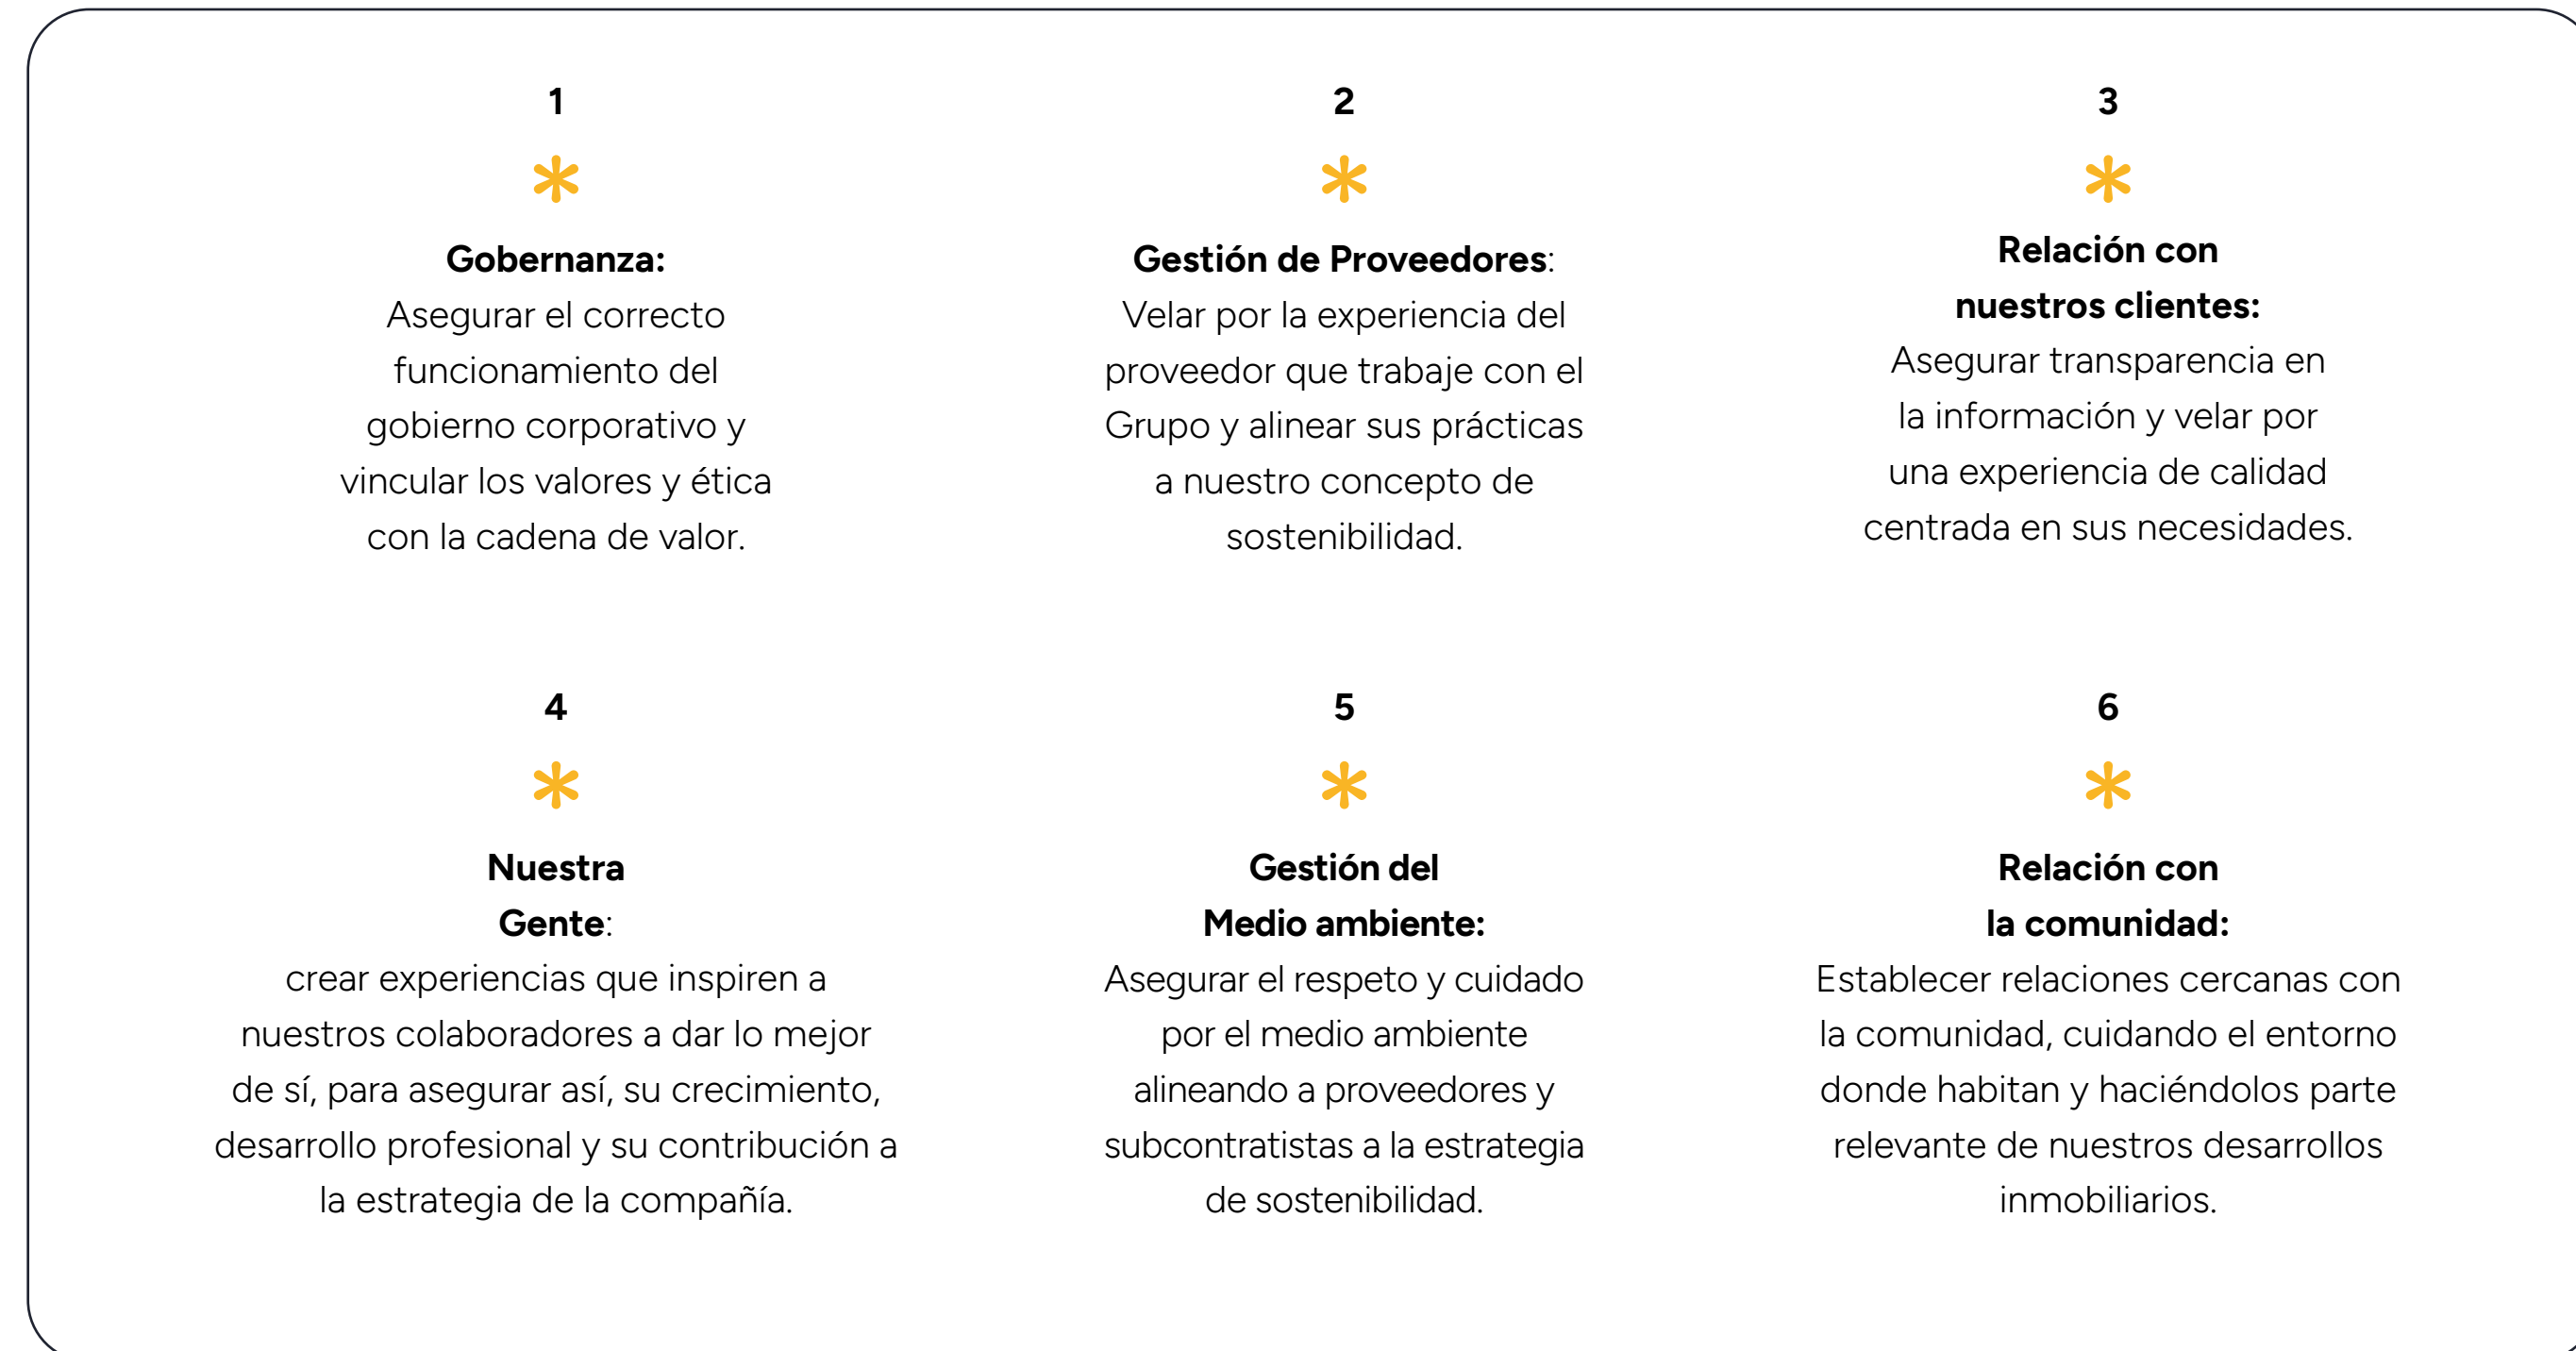 1
Gobernanza:
Asegurar el correcto
funcionamiento del
gobierno corporativo y
vincular los valores y ética
con la cadena de valor.
2
Gestión de Proveedores:
Velar por la experiencia del
proveedor que trabaje con el
Grupo y alinear sus prácticas
a nuestro concepto de
sostenibilidad.
3
Relación con
nuestros clientes:
Asegurar transparencia en
la información y velar por
una experiencia de calidad
centrada en sus necesidades.
4
Nuestra
Gente:
crear experiencias que inspiren a
nuestros colaboradores a dar lo mejor
de sí, para asegurar así, su crecimiento,
desarrollo profesional y su contribución a
la estrategia de la compañía.
5
Gestión del
Medio ambiente:
Asegurar el respeto y cuidado
por el medio ambiente
alineando a proveedores y
subcontratistas a la estrategia
de sostenibilidad.
6
Relación con
la comunidad:
Establecer relaciones cercanas con
la comunidad, cuidando el entorno
donde habitan y haciéndolos parte
relevante de nuestros desarrollos
inmobiliarios.